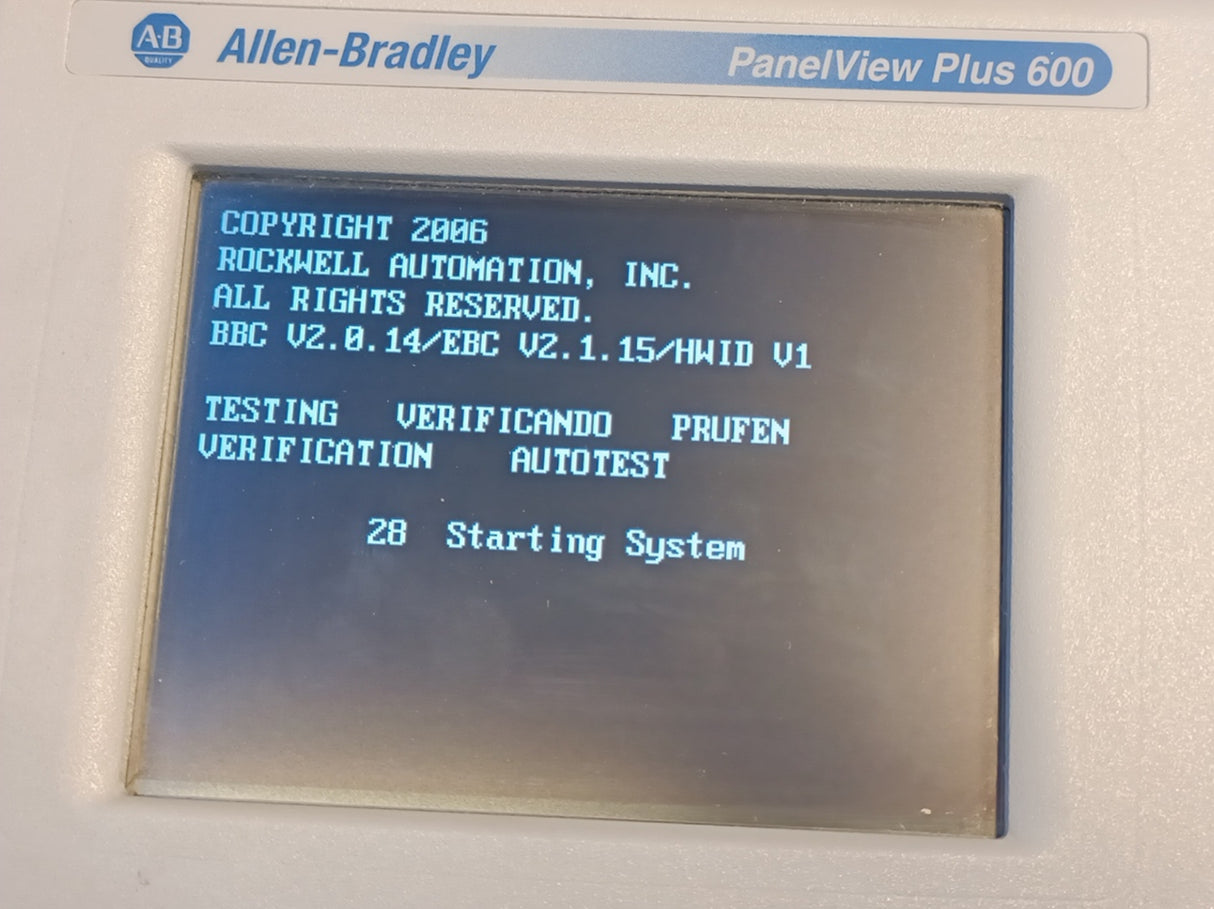 A-B
QUALITY
Allen-Bradley
PanelView Plus 600
COPYRIGHT 2006
ROCKWELL AUTOMATION, INC.
ALL RIGHTS RESERVED.
BBC V2.0.14/EBC V2.1.15/HWID V1
TESTING VERIFICANDO PRUFEN
VERIFICATION AUTOTEST
28 Starting System